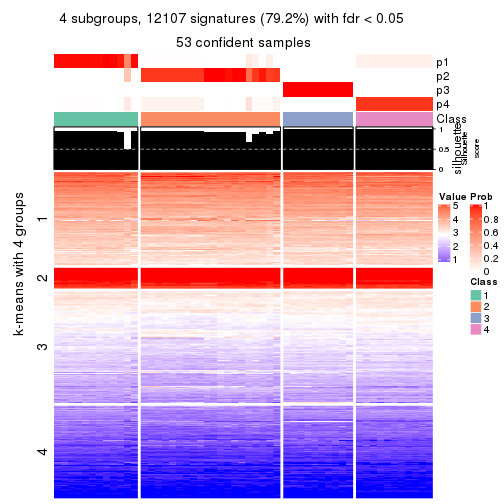 4 subgroups, 12107 signatures (79.2%) with fdr < 0.05
53 confident samples
p1
p2
p3
p4
Class
1
0.5
0
silhouette
Silhouette
score
k-means with 4 groups
1
2
3
4
Value
5
4
3
2
1
Prob
1
0.8
0.6
0.4
0.2
0
Class
1
2
3
4